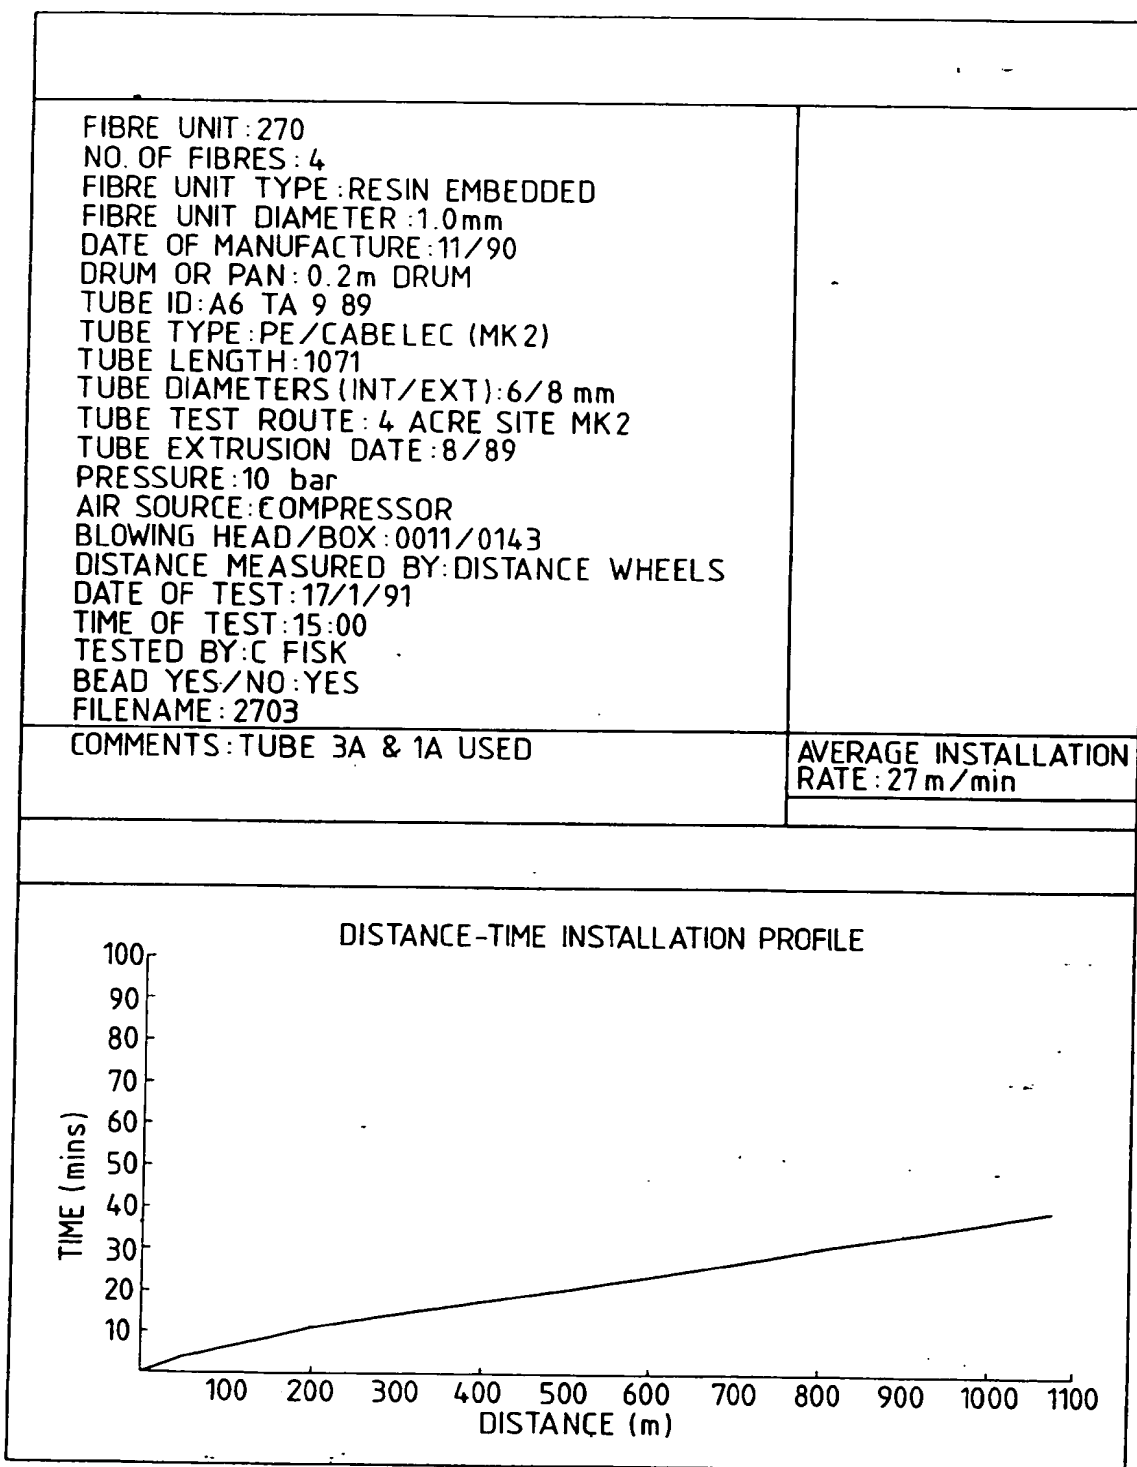 FIBRE UNIT:270
NO. OF FIBRES:4
FIBRE UNIT TYPE:RESIN EMBEDDED
FIBRE UNIT DIAMETER:1.0mm
DATE OF MANUFACTURE:11/90
DRUM OR PAN:0.2m DRUM
TUBE ID:A6 TA 9 89
TUBE TYPE:PE/CABELEC (MK2)
TUBE LENGTH:1071
TUBE DIAMETERS (INT/EXT):6/8 mm
TUBE TEST ROUTE:4 ACRE SITE MK2
TUBE EXTRUSION DATE:8/89
PRESSURE:10 bar
AIR SOURCE:COMPRESSOR
BLOWING HEAD/BOX:0011/0143
DISTANCE MEASURED BY:DISTANCE WHEELS
DATE OF TEST:17/1/91
TIME OF TEST:15:00
TESTED BY:C FISK
BEAD YES/NO:YES
FILENAME:2703
COMMENTS:TUBE 3A & 1A USED
AVERAGE INSTALLATION
RATE:27 m/min
DISTANCE-TIME INSTALLATION PROFILE
100
90
80
70
60
50
40
30
20
10
TIME (mins)
100 200 300 400 500 600 700 800 900 1000 1100
DISTANCE (m)